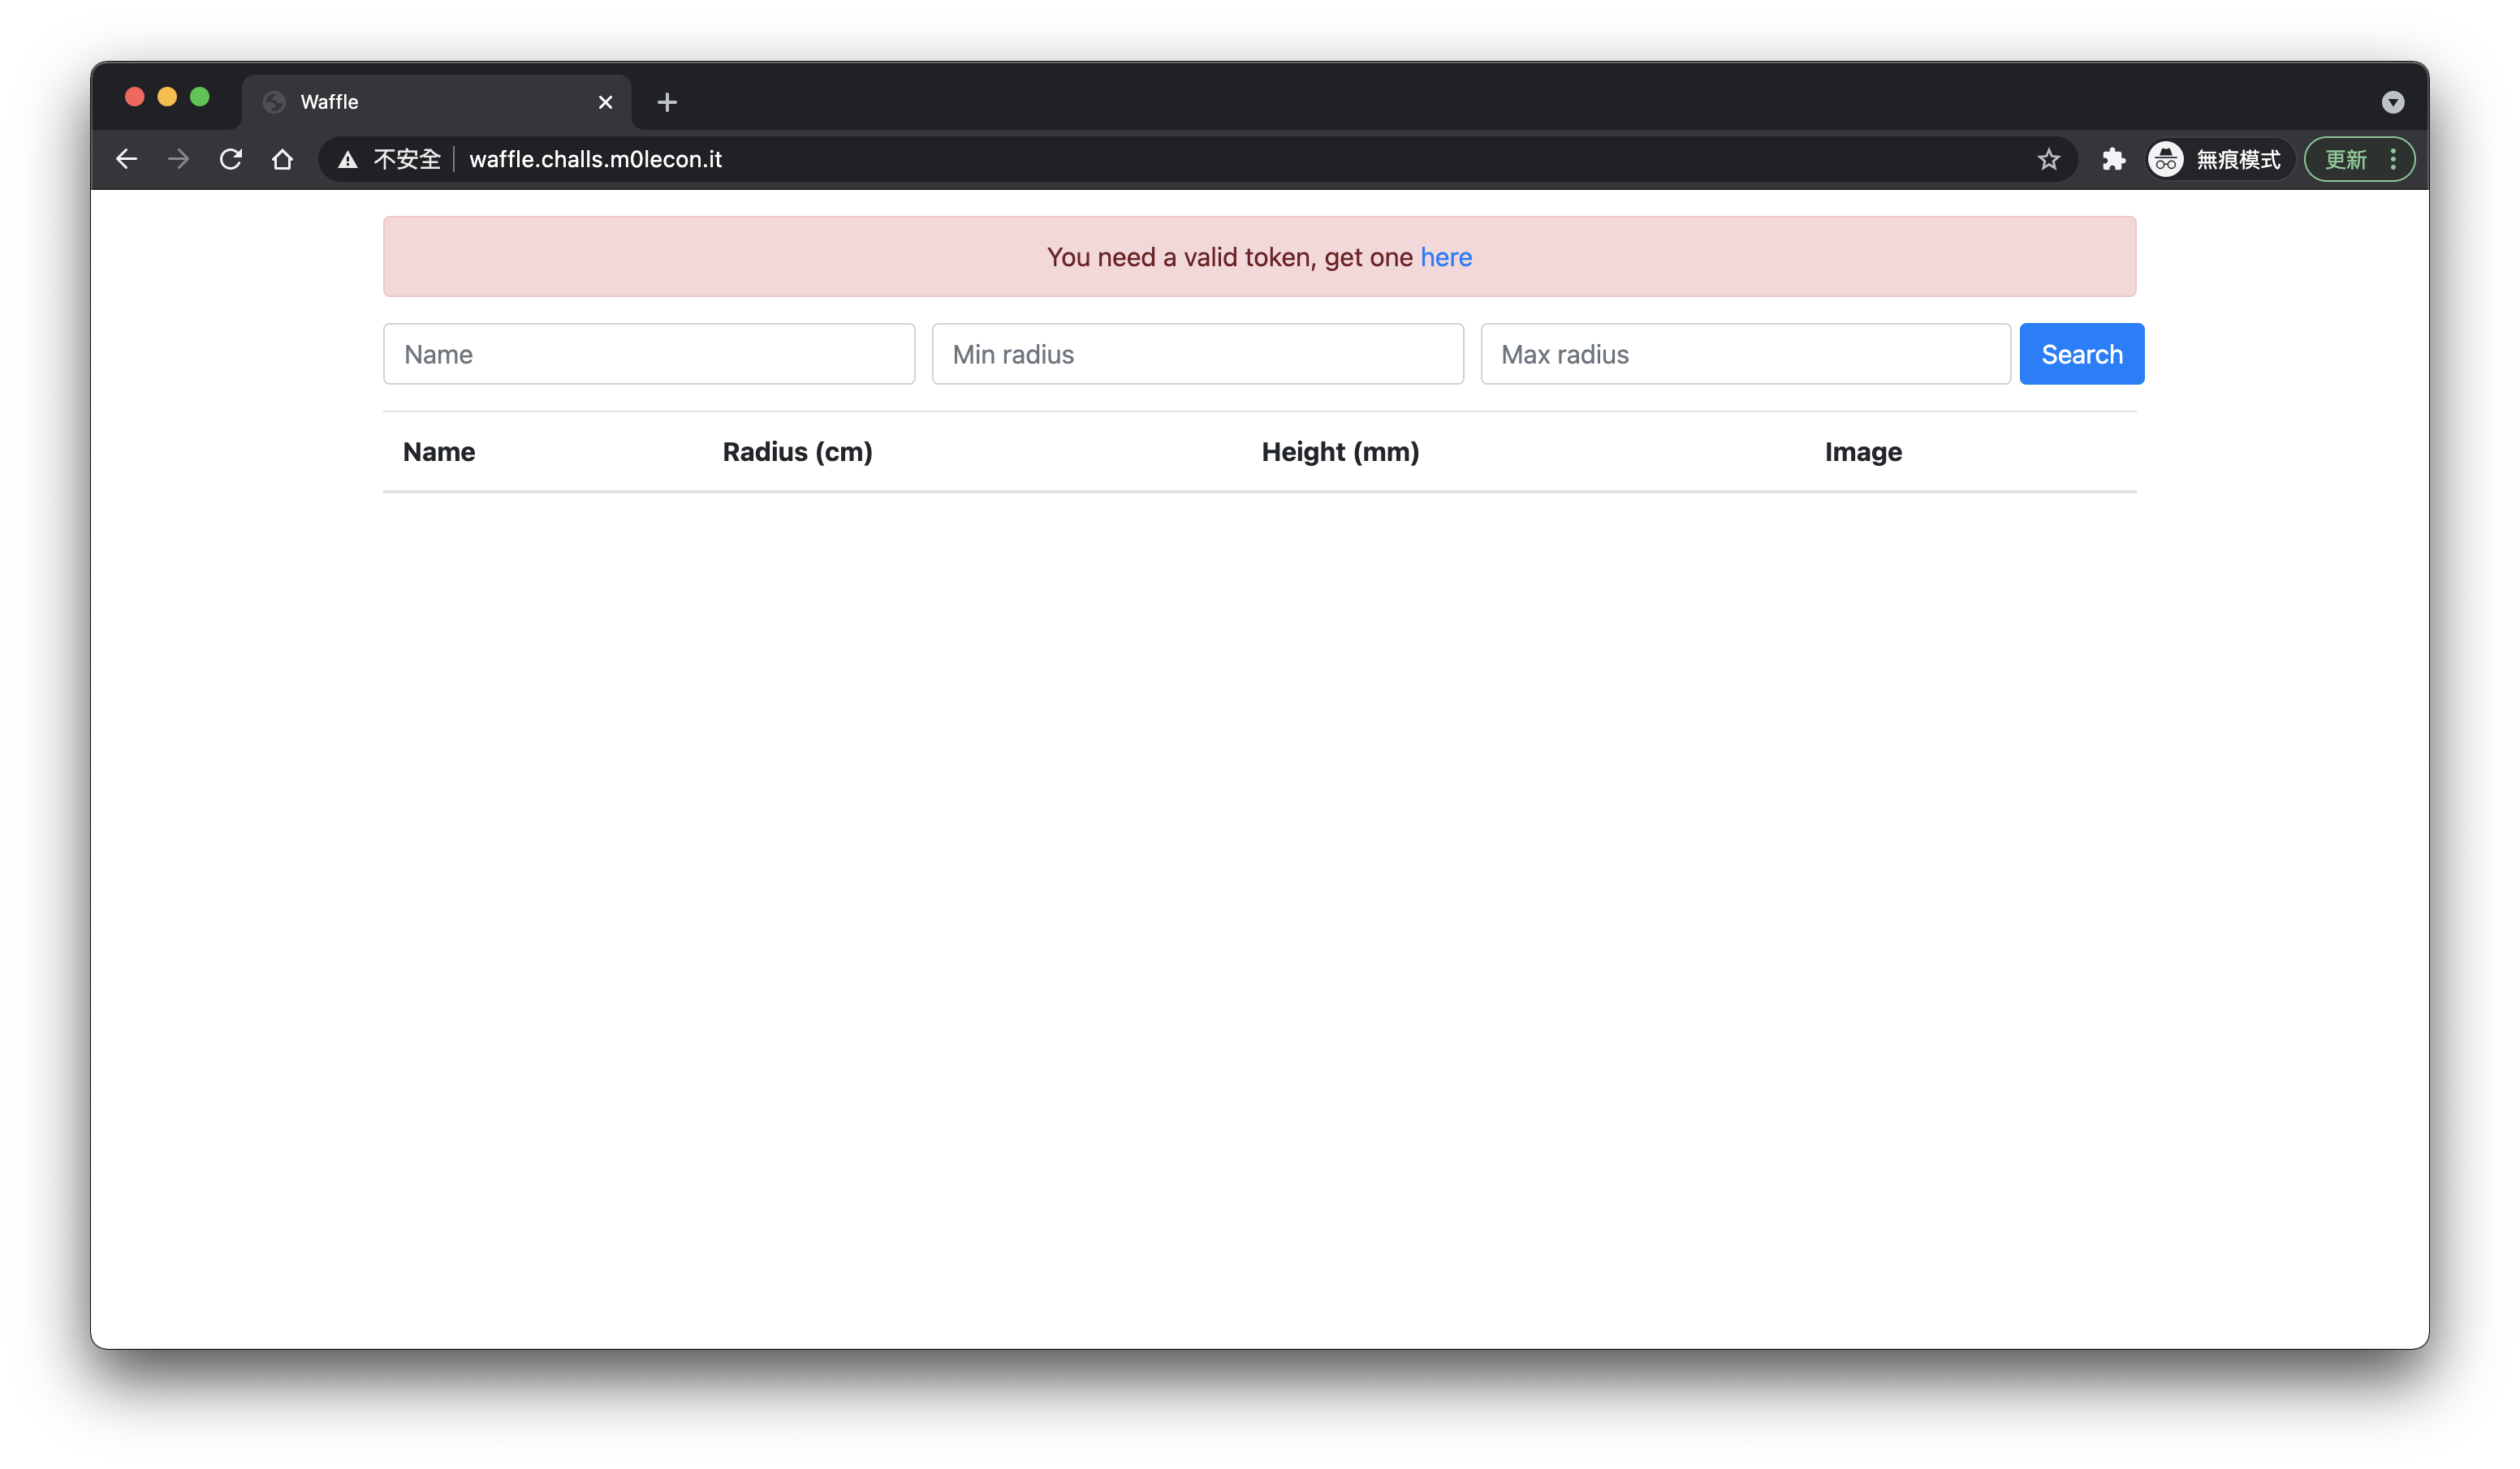 Waffle
不安全 waffle.challs.m0lecon.it 無痕模式 更新
You need a valid token, get one here
Name Min radius Max radius Search
Name Radius (cm) Height (mm) Image